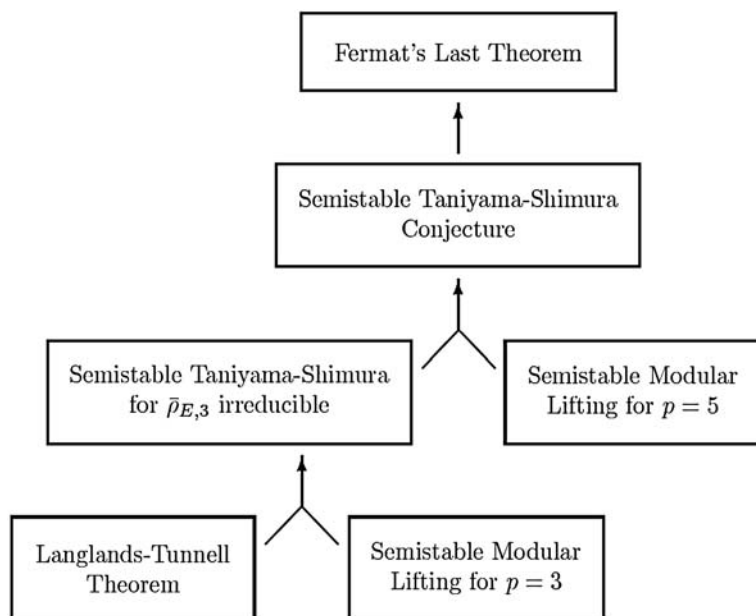 Fermat's Last Theorem
Semistable Taniyama-Shimura
Conjecture
Semistable Taniyama-Shimura
for ρ̄_{E,3} irreducible
Semistable Modular
Lifting for p = 5
Langlands-Tunnell
Theorem
Semistable Modular
Lifting for p = 3